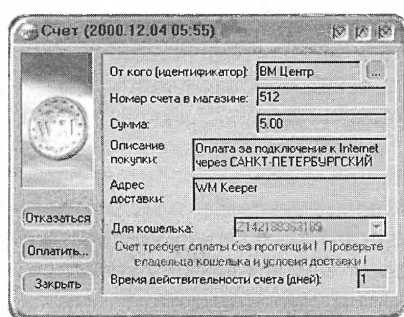 Счет (2000.12.04 05:55)
От кого (идентификатор): ВМ Центр ...
Номер счета в магазине: 512
Сумма: 5.00
Описание покупки: Оплата за подключение к Internet
через САНКТ-ПЕТЕРБУРГСКИЙ
Адрес доставки: WM Keeper
Отказаться
Для кошелька:
Счет требует оплаты без протекции! Проверьте
владельца кошелька и условия доставки!
Оплатить...
Закрыть
Время действительности счета (дней): 1